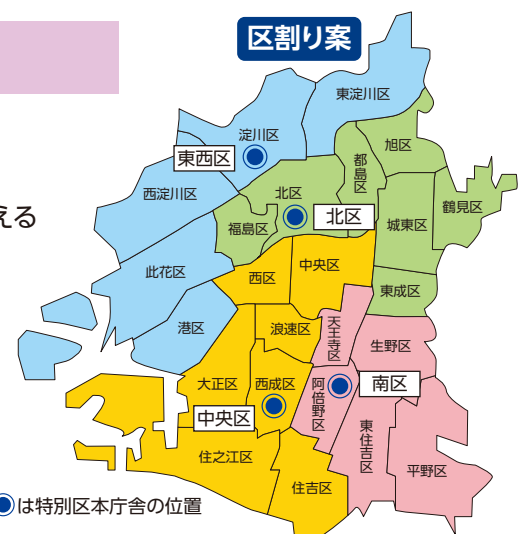 区割り案
東淀川区
淀川区
旭区
都島区
東西区
西淀川区
北区
鶴見区
える
北区
城東区
福島区
此花区
西区
中央区
東成区
港区
浪速区
天王寺区
生野区
大正区
西成区
阿倍野区
南区
中央区
東住吉区
住之江区
平野区
住吉区
は特別区本庁舎の位置